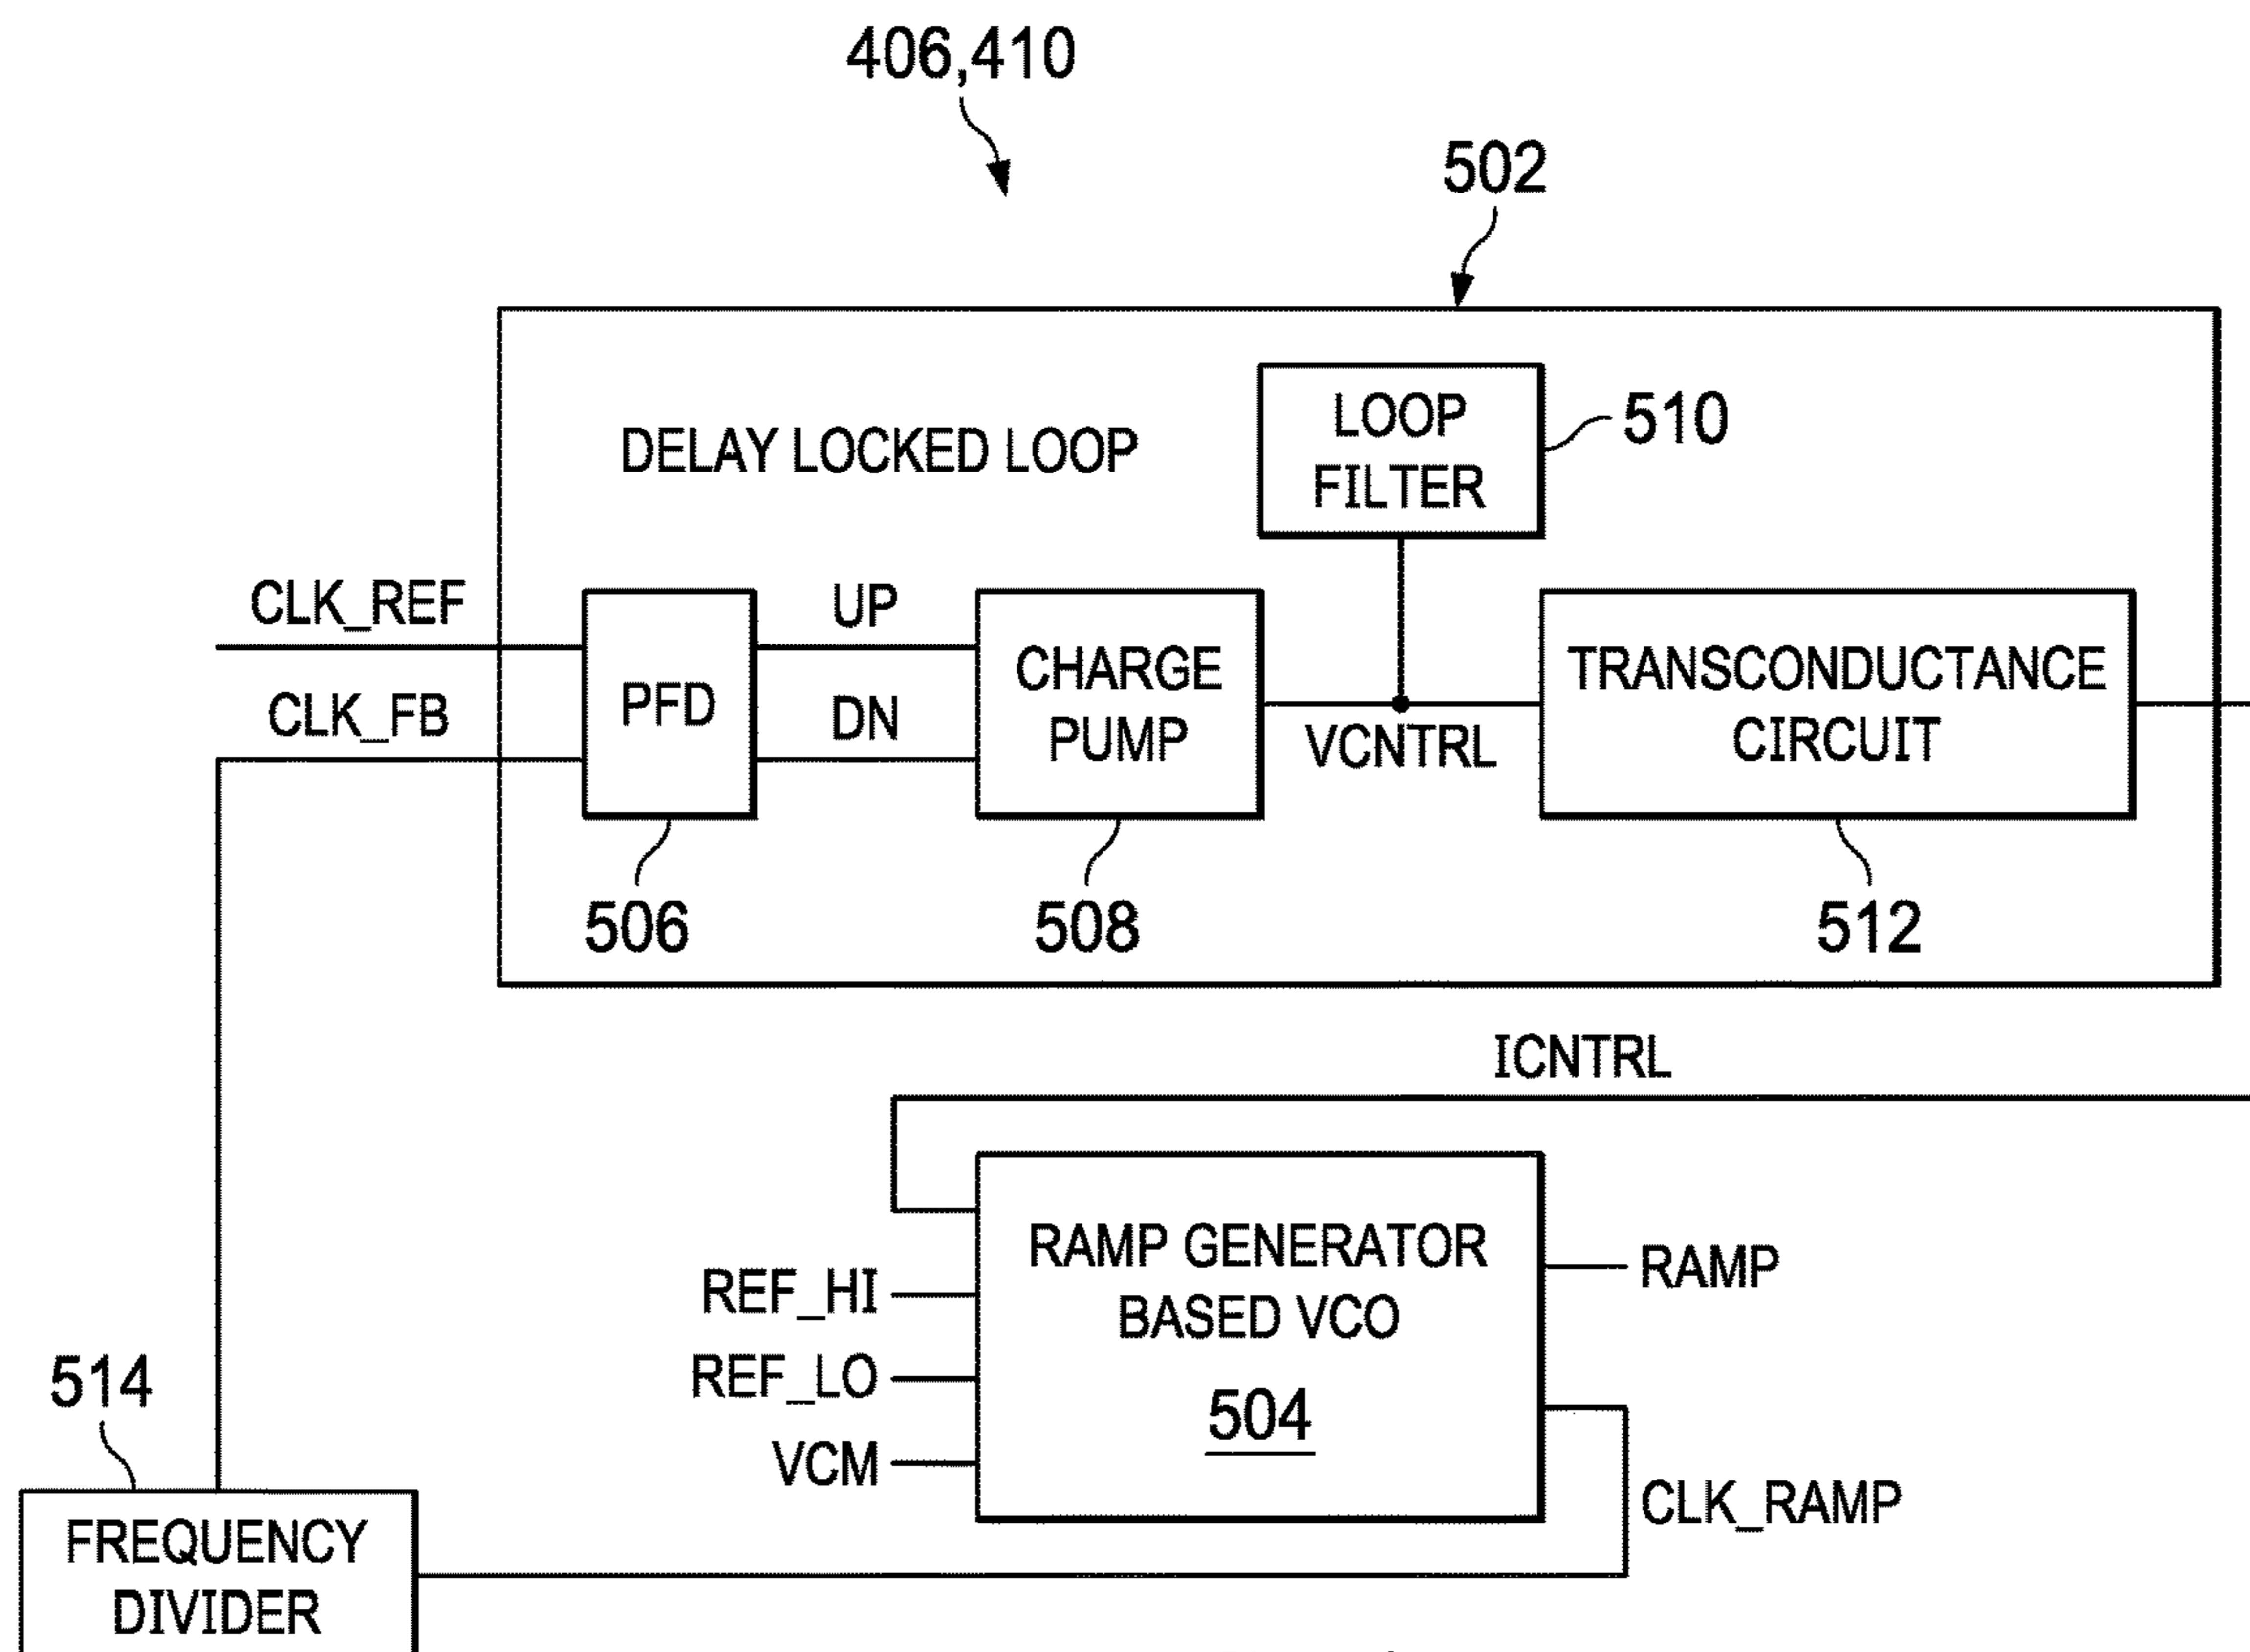 406,410
502
LOOP
FILTER
510
DELAY LOCKED LOOP
CLK_REF
UP
CLK_FB
PFD
DN
CHARGE
PUMP
VCNTRL
TRANSCONDUCTANCE
CIRCUIT
506
508
512
ICNTRL
RAMP GENERATOR
BASED VCO
504
REF_HI
REF_LO
VCM
RAMP
CLK_RAMP
514
FREQUENCY
DIVIDER